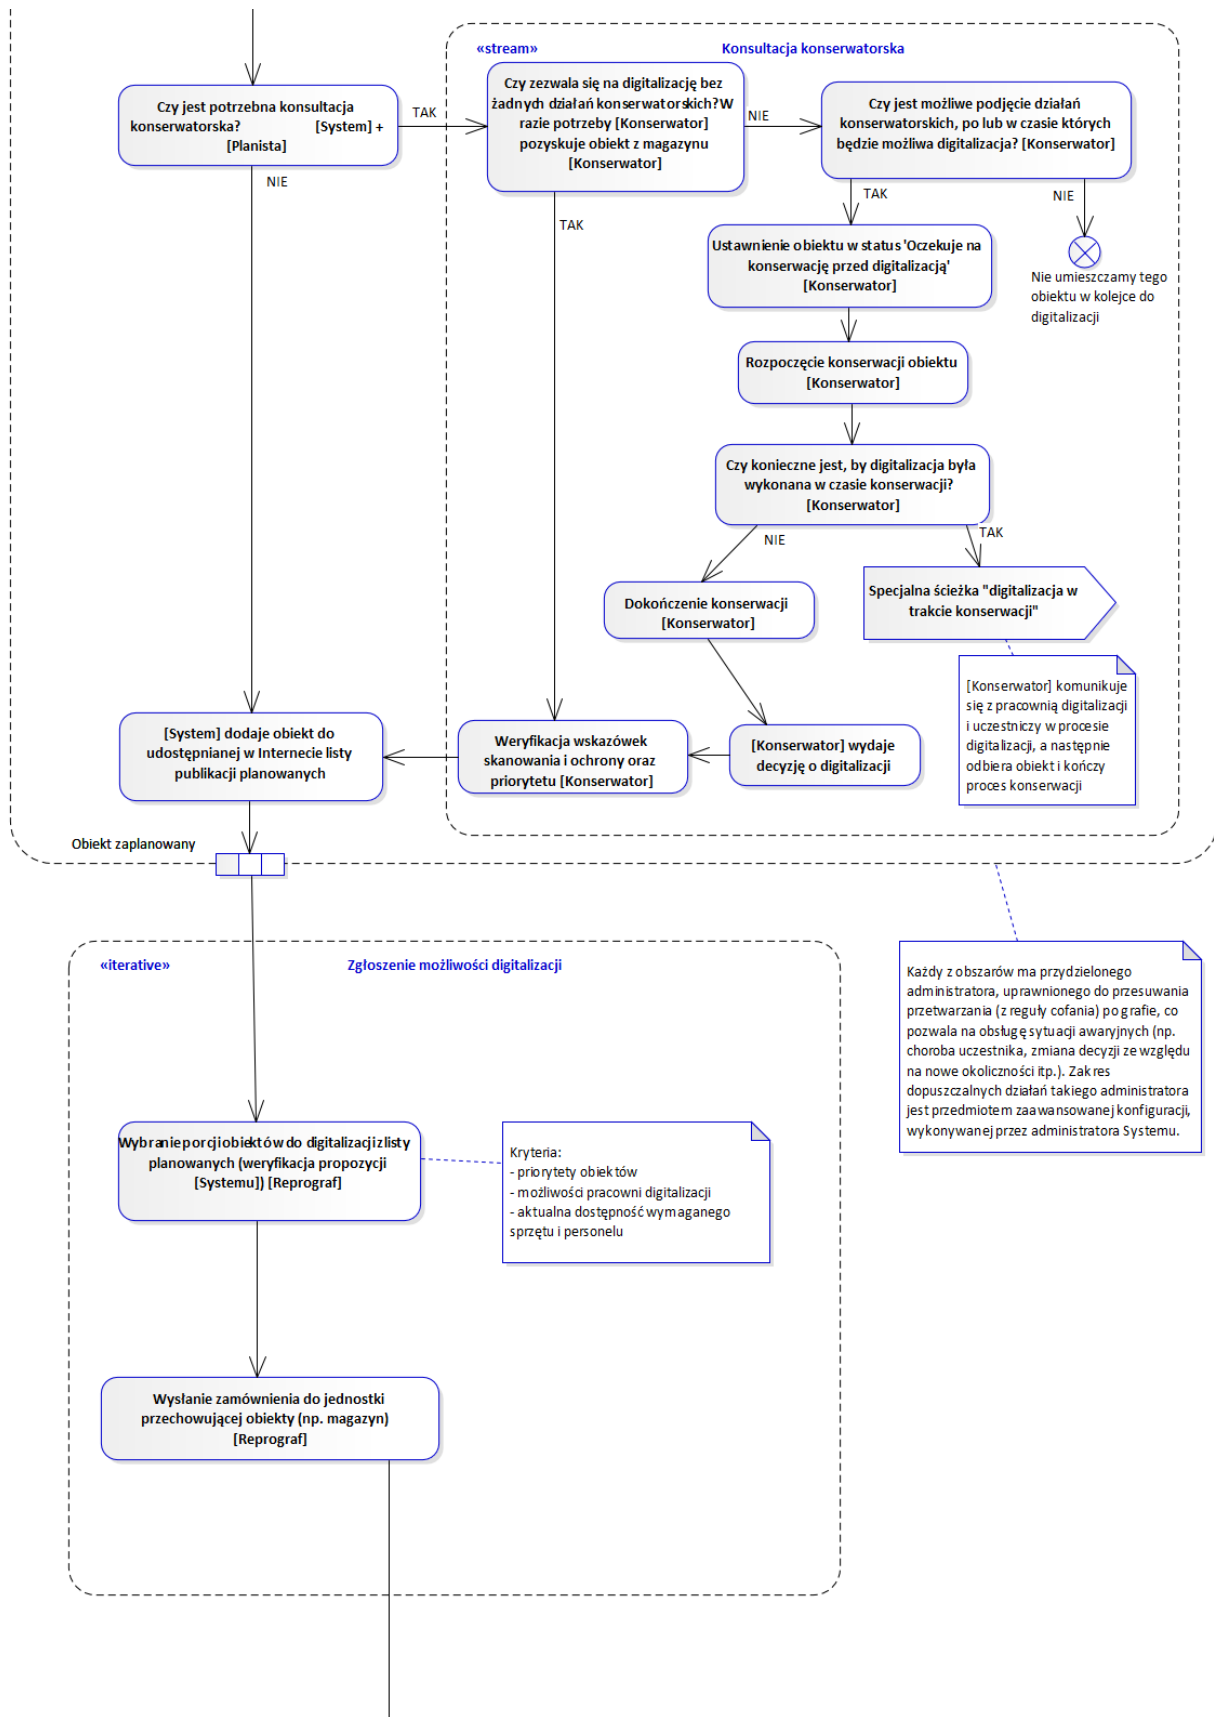 «stream»
Konsultacja konserwatorska
Czy jest potrzebna konsultacja
konserwatorska? [System] +
[Planista]
TAK
NIE
Czy zezwala się na digitalizację bez
żadnych działań konserwatorskich? W
razie potrzeby [Konserwator]
pozyskuje obiekt z magazynu
[Konserwator]
NIE
TAK
Czy jest możliwe podjęcie działań
konserwatorskich, po lub w czasie których
będzie możliwa digitalizacja? [Konserwator]
TAK
NIE
Nie umieszczamy tego
obiektu w kolejce do
digitalizacji
Ustawnienie obiektu w status 'Oczekuje na
konserwację przed digitalizacją'
[Konserwator]
Rozpoczęcie konserwacji obiektu
[Konserwator]
Czy konieczne jest, by digitalizacja była
wykonana w czasie konserwacji?
[Konserwator]
NIE
TAK
Dokończenie konserwacji
[Konserwator]
Specjalna ścieżka "digitalizacja w
trakcie konserwacji"
[Konserwator] komunikuje
się z pracownią digitalizacji
i uczestniczy w procesie
digitalizacji, a następnie
odbiera obiekt i kończy
proces konserwacji
[System] dodaje obiekt do
udostępnianej w Internecie listy
publikacji planowanych
Weryfikacja wskazówek
skanowania i ochrony oraz
priorytetu [Konserwator]
[Konserwator] wydaje
decyzję o digitalizacji
Obiekt zaplanowany
«iterative»
Zgłoszenie możliwości digitalizacji
Każdy z obszarów ma przydzielonego
administratora, uprawnionego do przesuwania
przetwarzania (z reguły cofania) po grafie, co
pozwala na obsługę sytuacji awaryjnych (np.
choroba uczestnika, zmiana decyzji ze względu
na nowe okoliczności itp.). Zakres
dopuszczalnych działań takiego administratora
jest przedmiotem zaawansowanej konfiguracji,
wykonywanej przez administratora Systemu.
Wybranie porcji obiektów do digitalizacji z listy
planowanych (weryfikacja propozycji
[Systemu]) [Reprograf]
Kryteria:
- priorytety obiektów
- możliwości pracowni digitalizacji
- aktualna dostępność wymaganego
sprzętu i personelu
Wysłanie zamównienia do jednostki
przechowującej obiekty (np. magazyn)
[Reprograf]